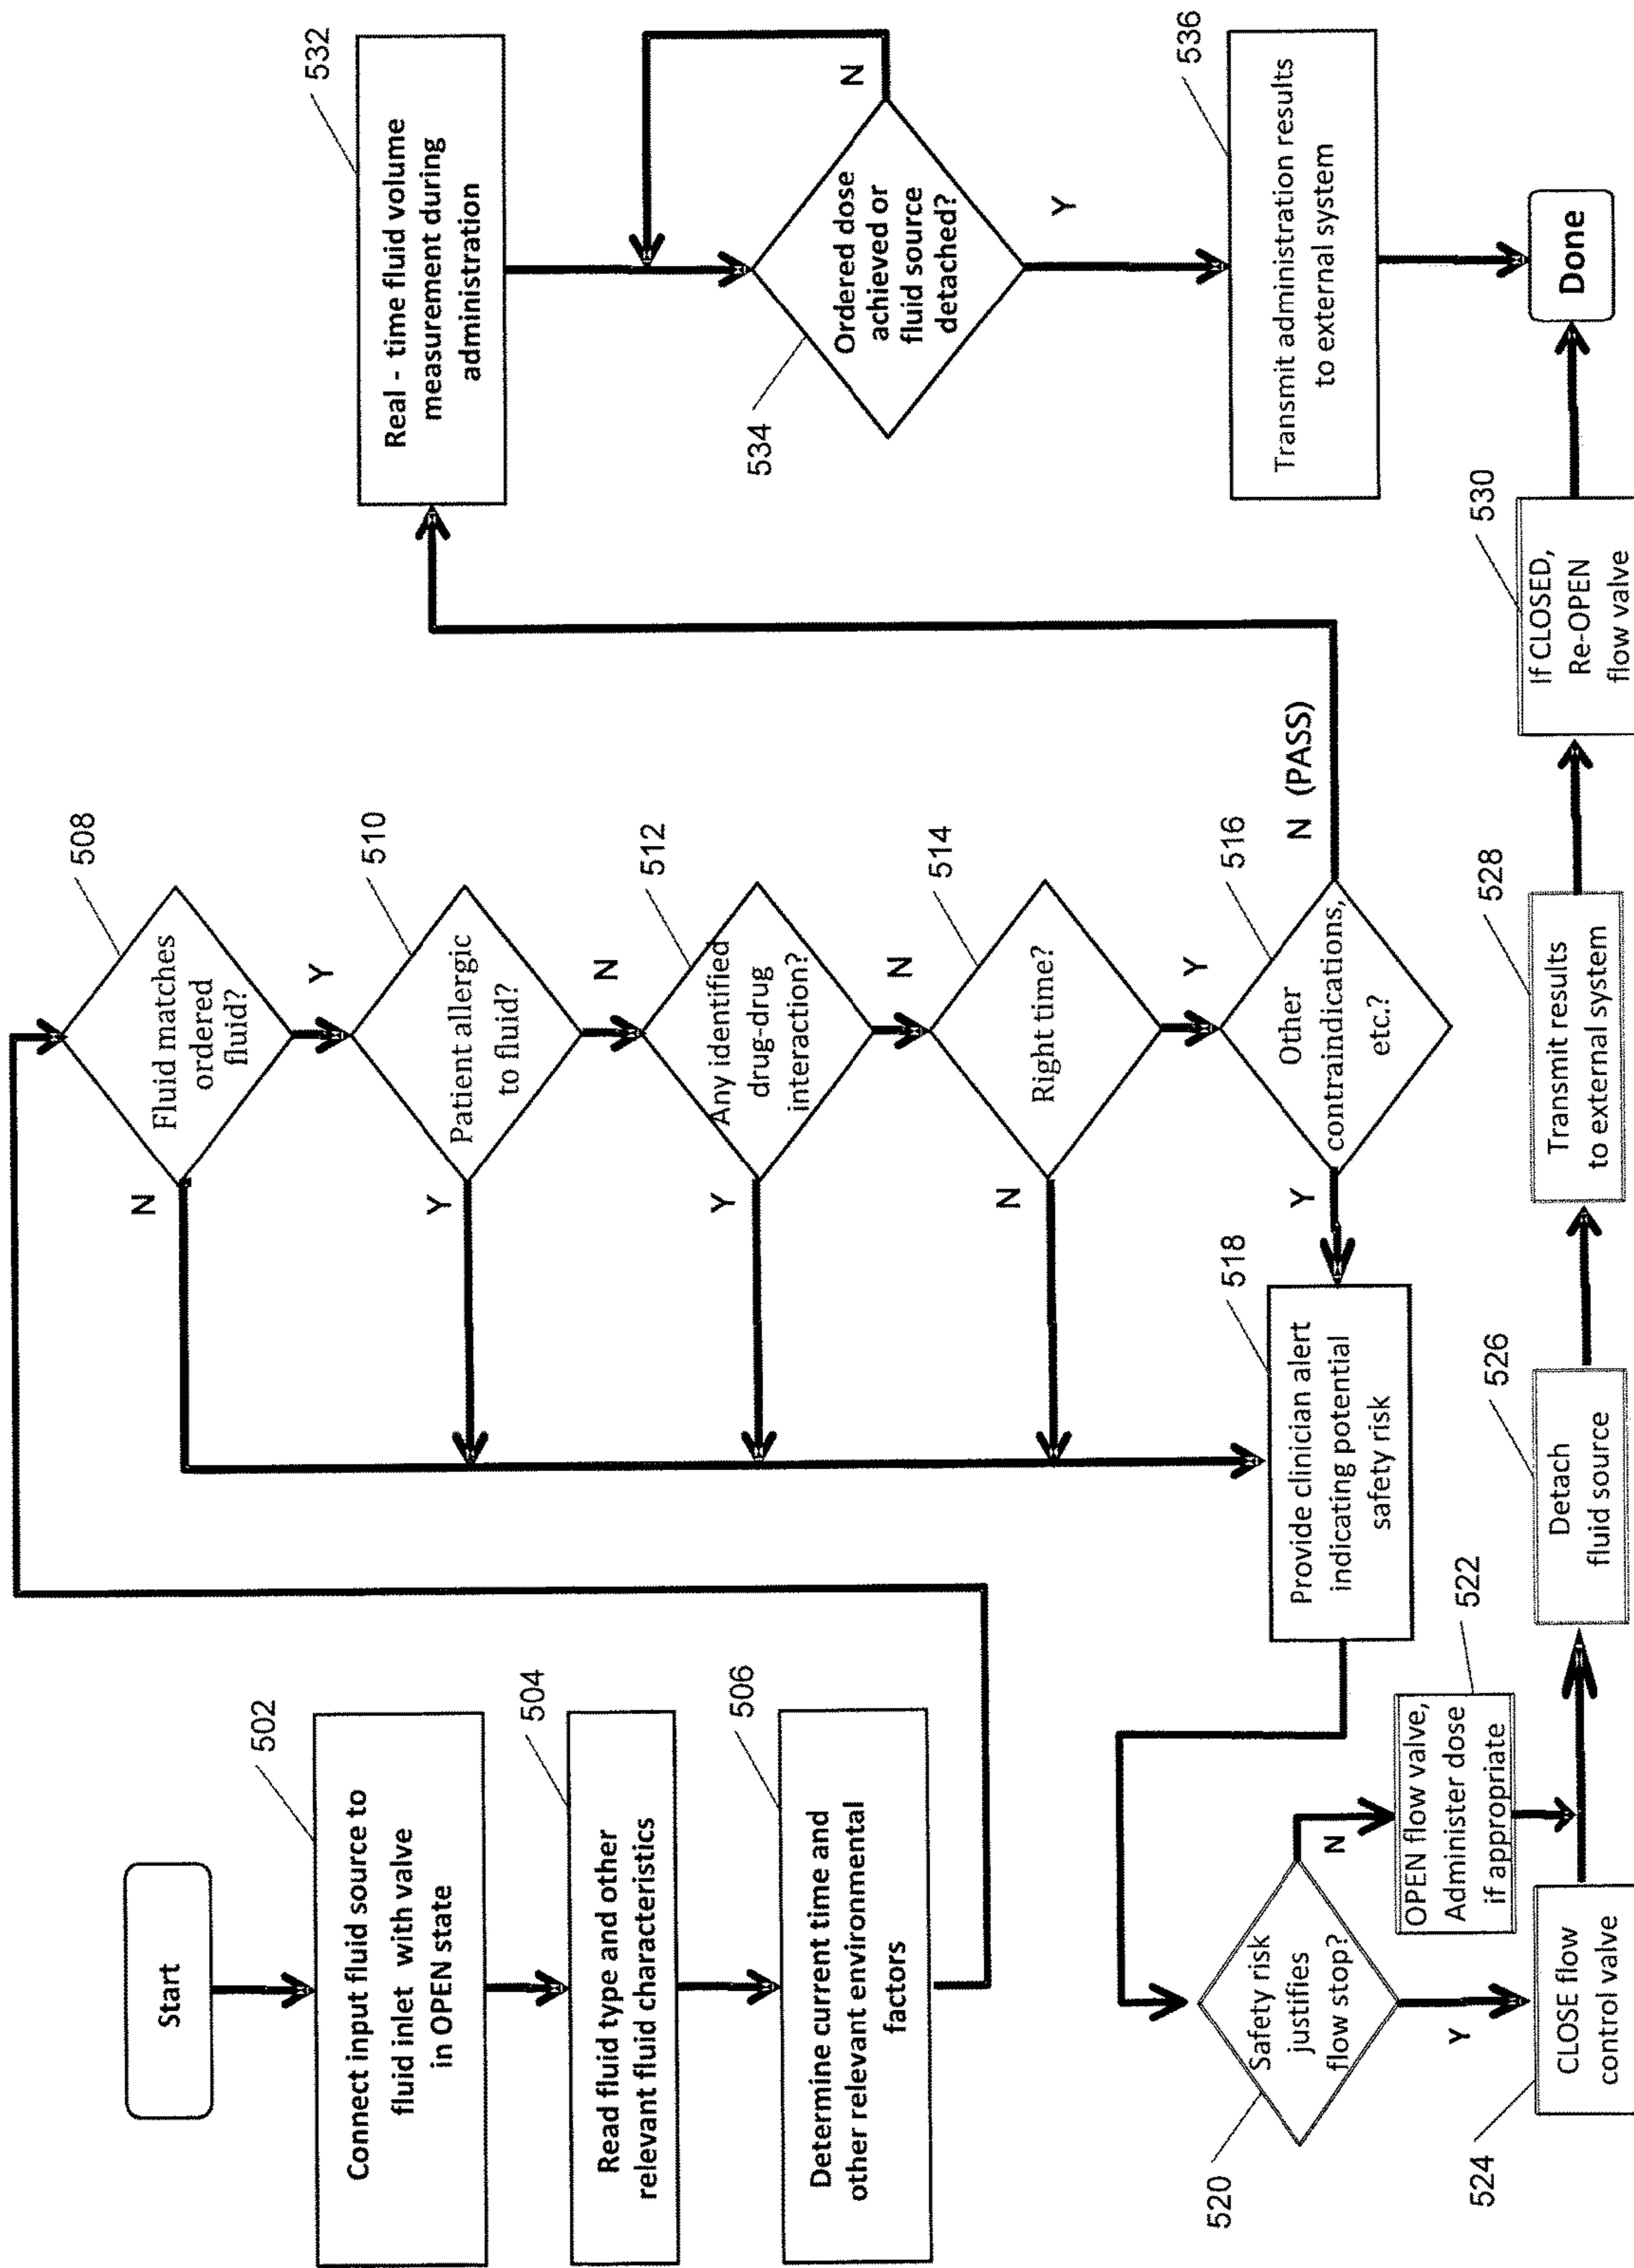 Start
502
Connect input fluid source to
fluid inlet with valve
in OPEN state
504
Read fluid type and other
relevant fluid characteristics
506
Determine current time and
other relevant environmental
factors
508
Fluid matches
ordered
fluid?
N
Y
510
Patient allergic
to fluid?
Y
N
512
Any identified
drug-drug
interaction?
Y
N
514
Right time?
N
Y
516
Other
contraindications,
etc.?
Y
N (PASS)
518
Provide clinician alert
indicating potential
safety risk
520
Safety risk
justifies
flow stop?
N
Y
522
OPEN flow valve,
Administer dose
if appropriate
524
CLOSE flow
control valve
526
Detach
fluid source
528
Transmit results
to external system
530
If CLOSED,
Re-OPEN
flow valve
532
Real - time fluid volume
measurement during
administration
534
Ordered dose
achieved or
fluid source
detached?
N
Y
536
Transmit administration results
to external system
Done